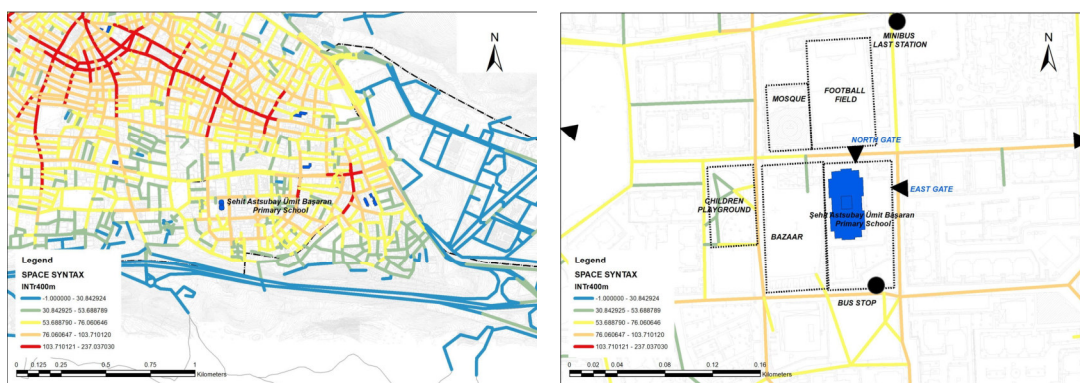 N
Şehit Astsubay Ümit Başaran
Primary School
Legend
SPACE SYNTAX
INTr400m
-1.000000 - 30.842924
30.842925 - 53.688789
53.688790 - 76.060646
76.060647 - 103.710120
103.710121 - 237.037030
0 0.125 0.25 0.5 0.75 1
Kilometers
MINIBUS
LAST STATION
N
FOOTBALL
FIELD
MOSQUE
NORTH GATE
EAST GATE
CHILDREN
PLAYGROUND
Şehit Astsubay Ümit Başaran
Primary School
BAZAAR
BUS STOP
Legend
SPACE SYNTAX
INTr400m
-1.000000 - 30.842924
30.842925 - 53.688789
53.688790 - 76.060646
76.060647 - 103.710120
103.710121 - 237.037030
0 0.02 0.04 0.08 0.12 0.16
Kilometers